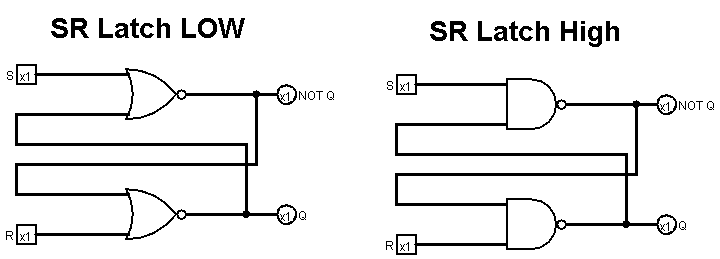 SR Latch LOW
S x1
x1 NOT Q
R x1
x1 Q
SR Latch High
S x1
x1 NOT Q
R x1
x1 Q